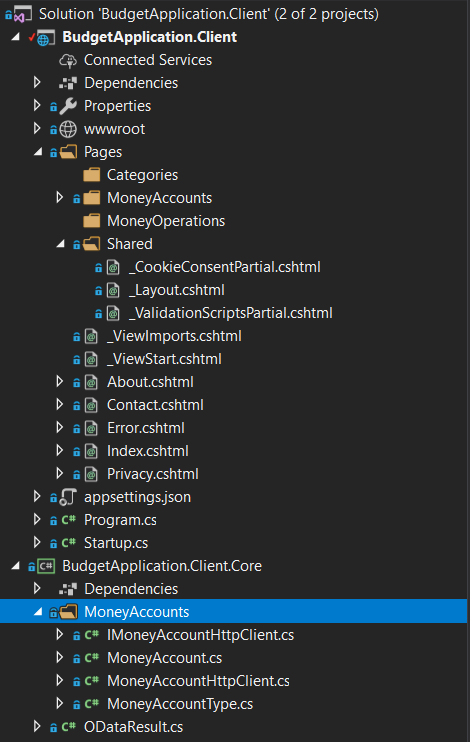 Solution 'BudgetApplication.Client' (2 of 2 projects)
BudgetApplication.Client
Connected Services
Dependencies
Properties
wwwroot
Pages
Categories
MoneyAccounts
MoneyOperations
Shared
_CookieConsentPartial.cshtml
_Layout.cshtml
_ValidationScriptsPartial.cshtml
_ViewImports.cshtml
_ViewStart.cshtml
About.cshtml
Contact.cshtml
Error.cshtml
Index.cshtml
Privacy.cshtml
appsettings.json
C# Program.cs
C# Startup.cs
C# BudgetApplication.Client.Core
Dependencies
MoneyAccounts
C# IMoneyAccountHttpClient.cs
C# MoneyAccount.cs
C# MoneyAccountHttpClient.cs
C# MoneyAccountType.cs
C# ODataResult.cs